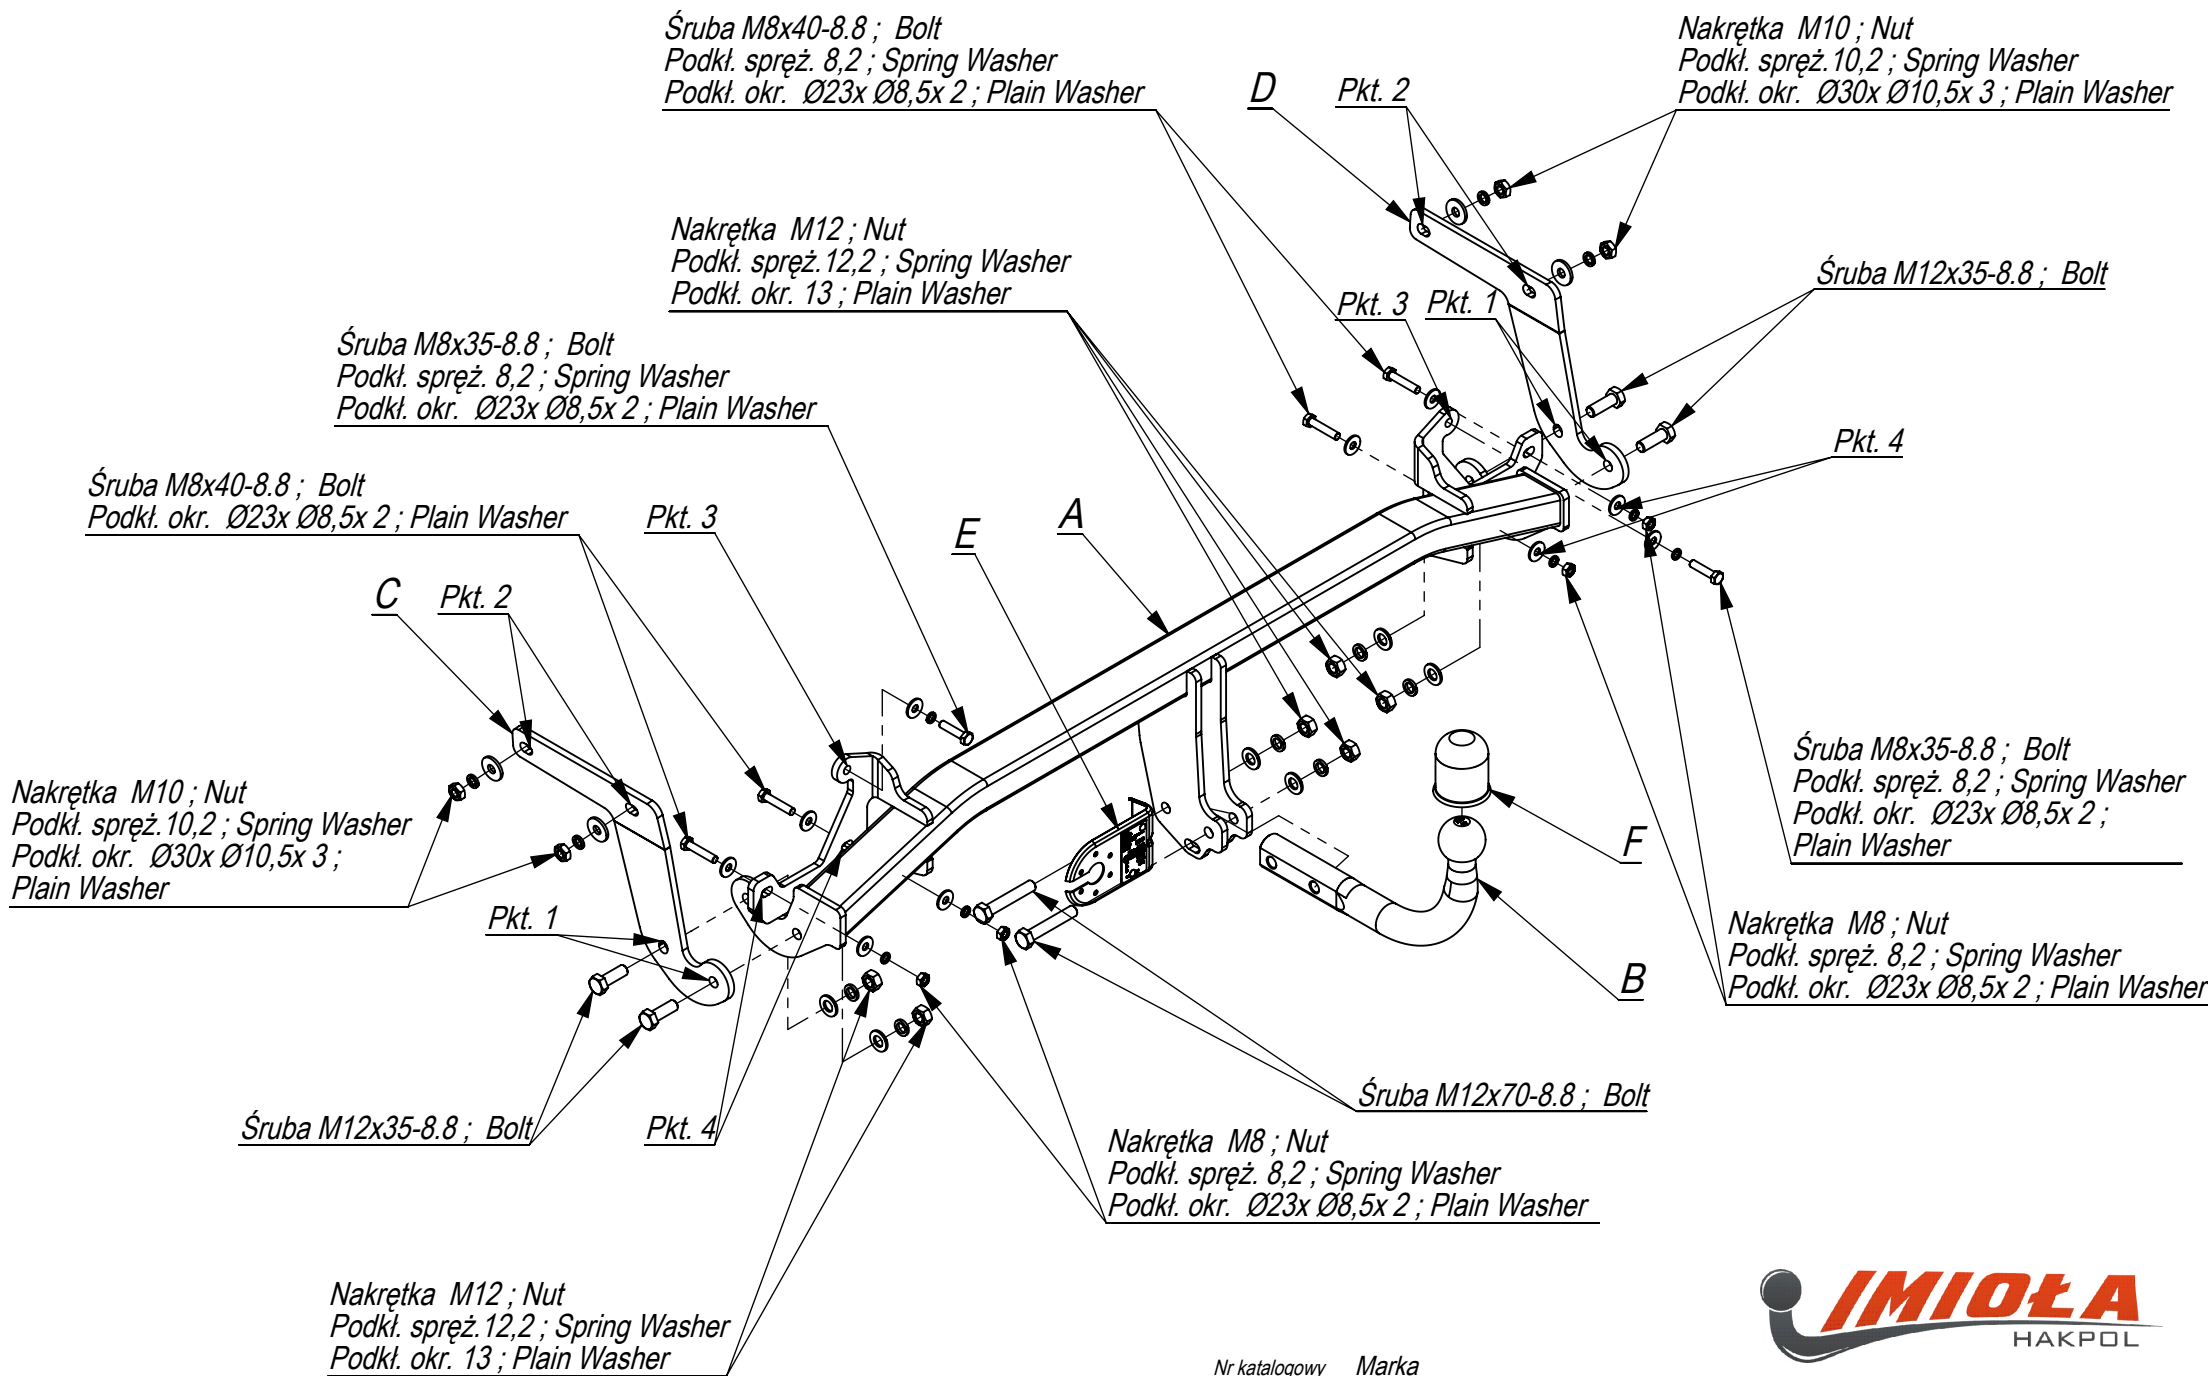 Śruba M8x40-8.8 ; Bolt
Podkł. spręż. 8,2 ; Spring Washer
Podkł. okr. Ø23x Ø8,5x 2 ; Plain Washer
D
Pkt. 2
Nakrętka M10 ; Nut
Podkł. spręż.10,2 ; Spring Washer
Podkł. okr. Ø30x Ø10,5x 3 ; Plain Washer
Nakrętka M12 ; Nut
Podkł. spręż.12,2 ; Spring Washer
Podkł. okr. 13 ; Plain Washer
Pkt. 3
Pkt. 1
Śruba M12x35-8.8 ; Bolt
Śruba M8x35-8.8 ; Bolt
Podkł. spręż. 8,2 ; Spring Washer
Podkł. okr. Ø23x Ø8,5x 2 ; Plain Washer
Pkt. 4
Śruba M8x40-8.8 ; Bolt
Podkł. okr. Ø23x Ø8,5x 2 ; Plain Washer
Pkt. 3
E
A
C
Pkt. 2
Nakrętka M10 ; Nut
Podkł. spręż.10,2 ; Spring Washer
Podkł. okr. Ø30x Ø10,5x 3 ;
Plain Washer
Śruba M8x35-8.8 ; Bolt
Podkł. spręż. 8,2 ; Spring Washer
Podkł. okr. Ø23x Ø8,5x 2 ;
Plain Washer
F
Pkt. 1
B
Nakrętka M8 ; Nut
Podkł. spręż. 8,2 ; Spring Washer
Podkł. okr. Ø23x Ø8,5x 2 ; Plain Washer
Śruba M12x35-8.8 ; Bolt
Pkt. 4
Śruba M12x70-8.8 ; Bolt
Nakrętka M8 ; Nut
Podkł. spręż. 8,2 ; Spring Washer
Podkł. okr. Ø23x Ø8,5x 2 ; Plain Washer
Nakrętka M12 ; Nut
Podkł. spręż.12,2 ; Spring Washer
Podkł. okr. 13 ; Plain Washer
IMIOŁA
HAKPOL
Nr katalogowy Marka